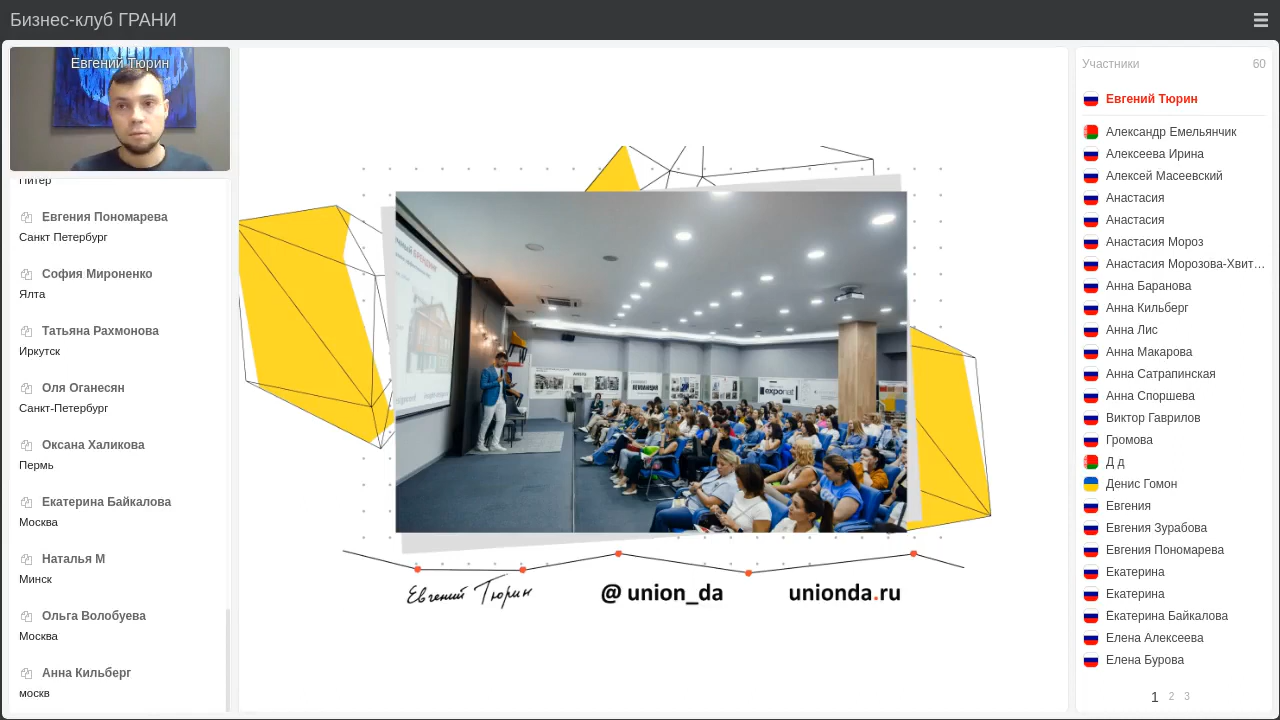 Бизнес-клуб ГРАНИ
Евгений Тюрин
Питер
Евгения Пономарева
Санкт Петербург
София Мироненко
Ялта
Татьяна Рахмонова
Иркутск
Оля Оганесян
Санкт-Петербург
Оксана Халикова
Пермь
Екатерина Байкалова
Москва
Наталья М
Минск
Ольга Волобуева
Москва
Анна Кильберг
москв
exponat
Евгений Тюрин
@ union_da
unionda.ru
Участники 60
Евгений Тюрин
Александр Емельянчик
Алексеева Ирина
Алексей Масеевский
Анастасия
Анастасия
Анастасия Мороз
Анастасия Морозова-Хвит…
Анна Баранова
Анна Кильберг
Анна Лис
Анна Макарова
Анна Сатрапинская
Анна Споршева
Виктор Гаврилов
Громова
Д д
Денис Гомон
Евгения
Евгения Зурабова
Евгения Пономарева
Екатерина
Екатерина
Екатерина Байкалова
Елена Алексеева
Елена Бурова
1 2 3